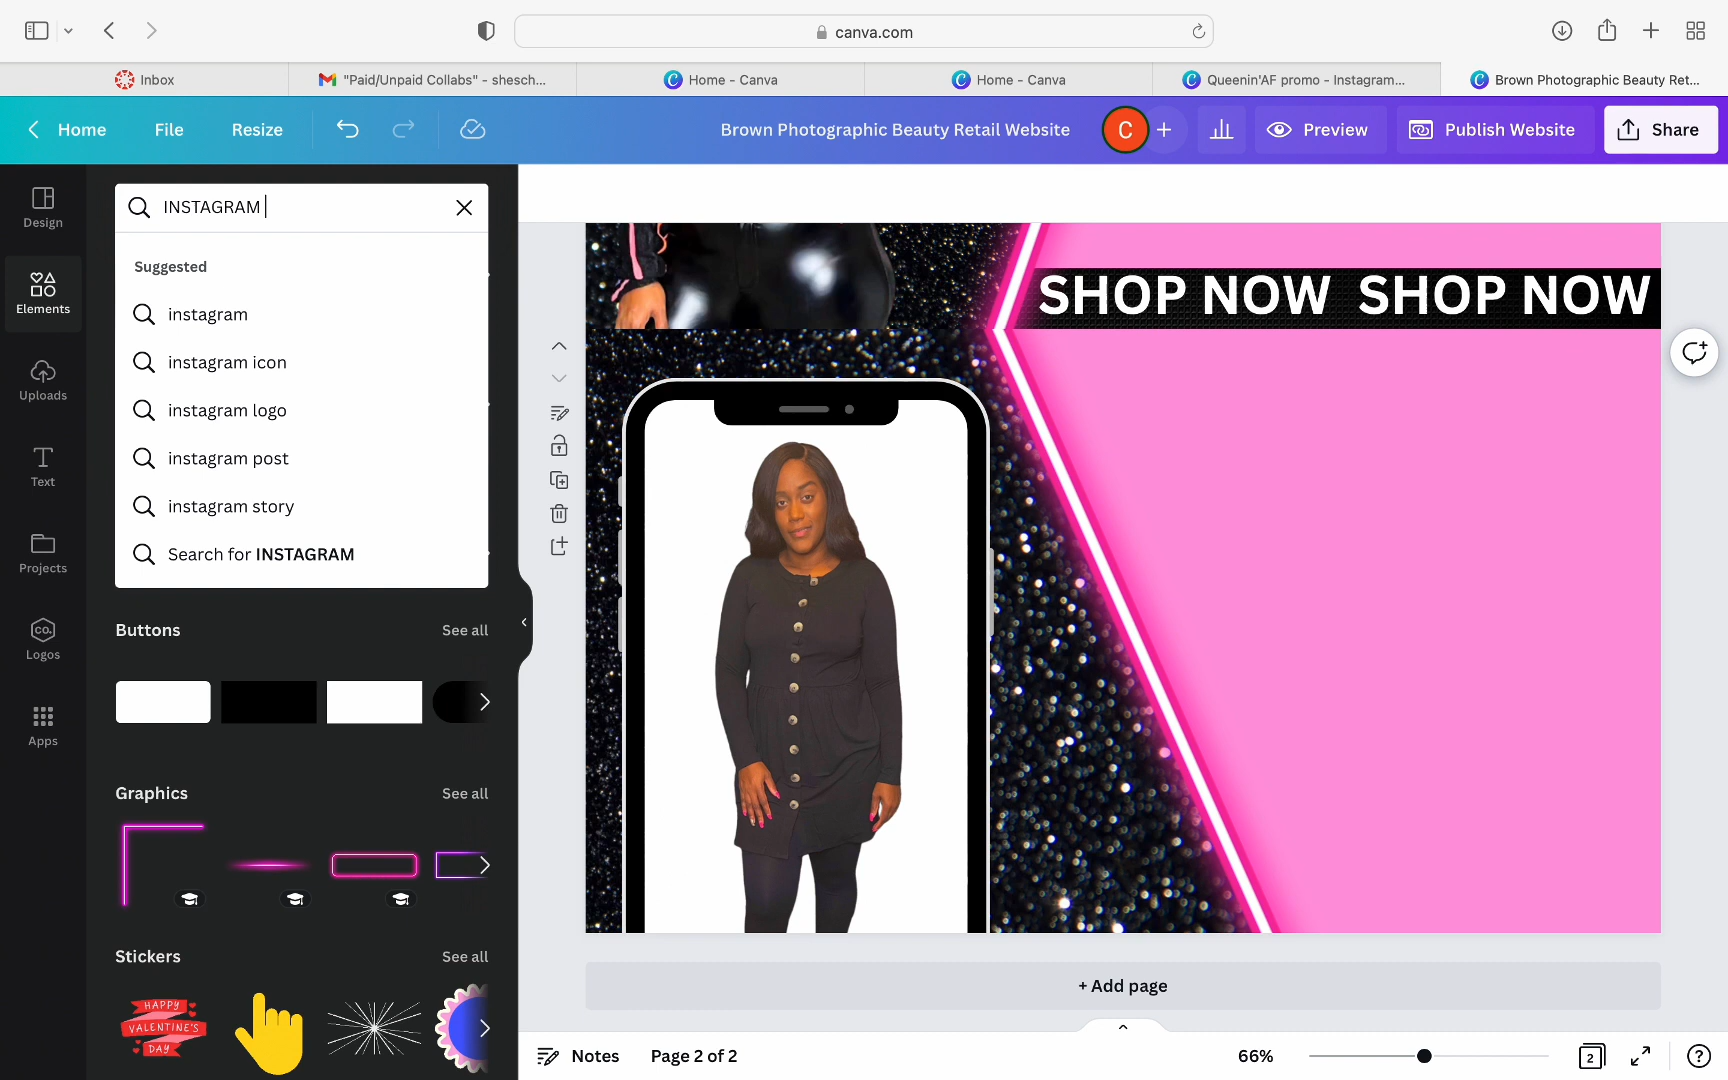 canva.com
Inbox
"Paid/Unpaid Collabs" - shesch...
Home - Canva
Home - Canva
Queenin'AF promo - Instagram...
Brown Photographic Beauty Ret...
Home
File
Resize
Brown Photographic Beauty Retail Website
C
Preview
Publish Website
Share
Design
Elements
Uploads
Text
Projects
CO.
Logos
Apps
INSTAGRAM
Suggested
instagram
instagram icon
instagram logo
instagram post
instagram story
Search for INSTAGRAM
Buttons
See all
Graphics
See all
Stickers
See all
HAPPY
VALENTINE'S
DAY
SHOP NOW SHOP NOW
+ Add page
Notes
Page 2 of 2
66%
2
?